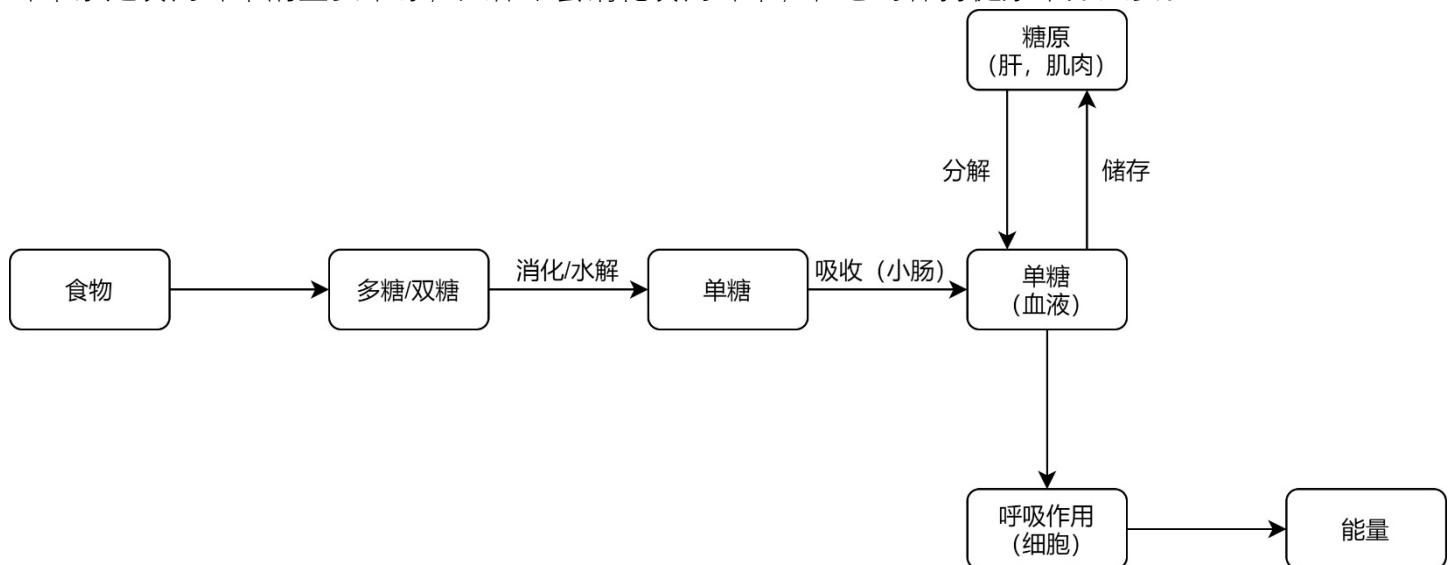 糖原
（肝，肌肉）
分解
储存
食物
多糖/双糖
消化/水解
单糖
吸收（小肠）
单糖
（血液）
呼吸作用
（细胞）
能量